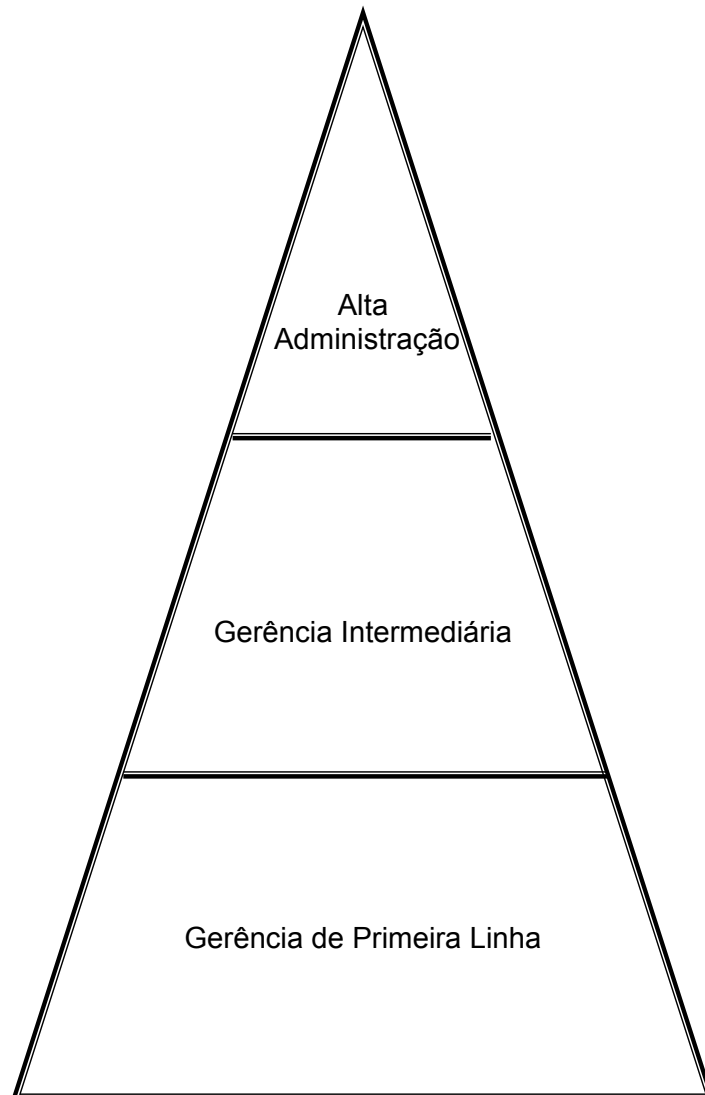 Alta
Administração
Gerência Intermediária
Gerência de Primeira Linha